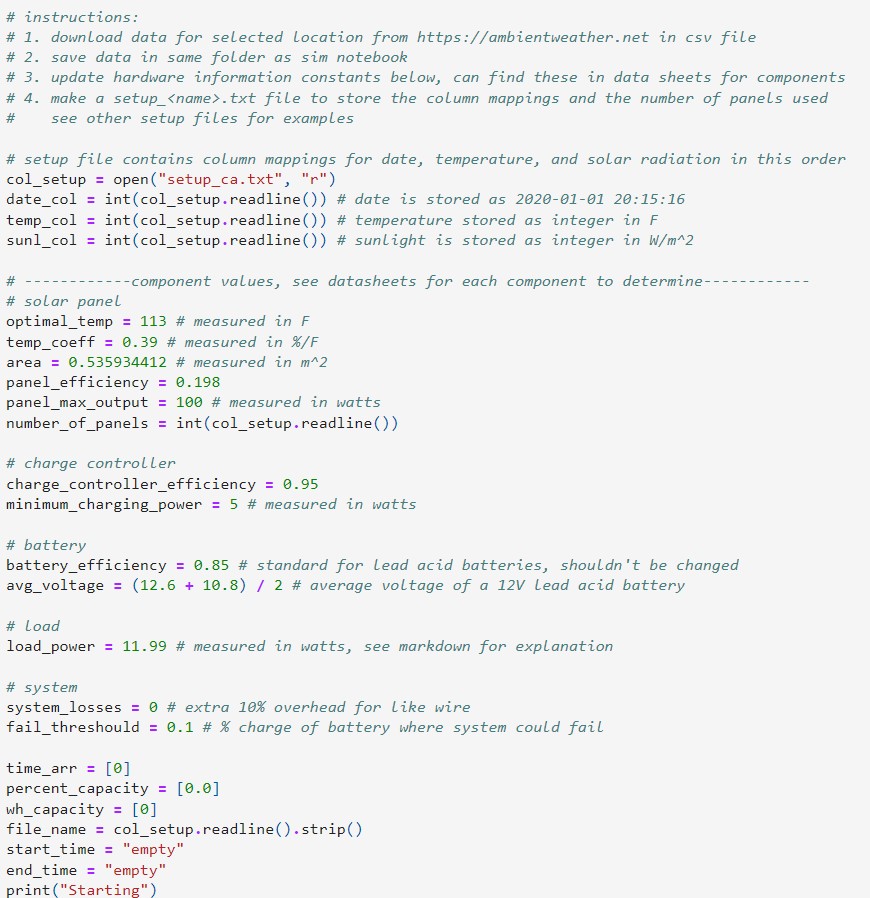 # instructions:
# 1. download data for selected location from https://ambientweather.net in csv file
# 2. save data in same folder as sim notebook
# 3. update hardware information constants below, can find these in data sheets for components
# 4. make a setup_<name>.txt file to store the column mappings and the number of panels used
#    see other setup files for examples

# setup file contains column mappings for date, temperature, and solar radiation in this order
col_setup = open("setup_ca.txt", "r")
date_col = int(col_setup.readline()) # date is stored as 2020-01-01 20:15:16
temp_col = int(col_setup.readline()) # temperature stored as integer in F
sunl_col = int(col_setup.readline()) # sunlight is stored as integer in W/m^2

# ------------component values, see datasheets for each component to determine------------
# solar panel
optimal_temp = 113 # measured in F
temp_coeff = 0.39 # measured in %/F
area = 0.535934412 # measured in m^2
panel_efficiency = 0.198
panel_max_output = 100 # measured in watts
number_of_panels = int(col_setup.readline())

# charge controller
charge_controller_efficiency = 0.95
minimum_charging_power = 5 # measured in watts

# battery
battery_efficiency = 0.85 # standard for lead acid batteries, shouldn't be changed
avg_voltage = (12.6 + 10.8) / 2 # average voltage of a 12V lead acid battery

# load
load_power = 11.99 # measured in watts, see markdown for explanation

# system
system_losses = 0 # extra 10% overhead for like wire
fail_threshould = 0.1 # % charge of battery where system could fail

time_arr = [0]
percent_capacity = [0.0]
wh_capacity = [0]
file_name = col_setup.readline().strip()
start_time = "empty"
end_time = "empty"
print("Starting")